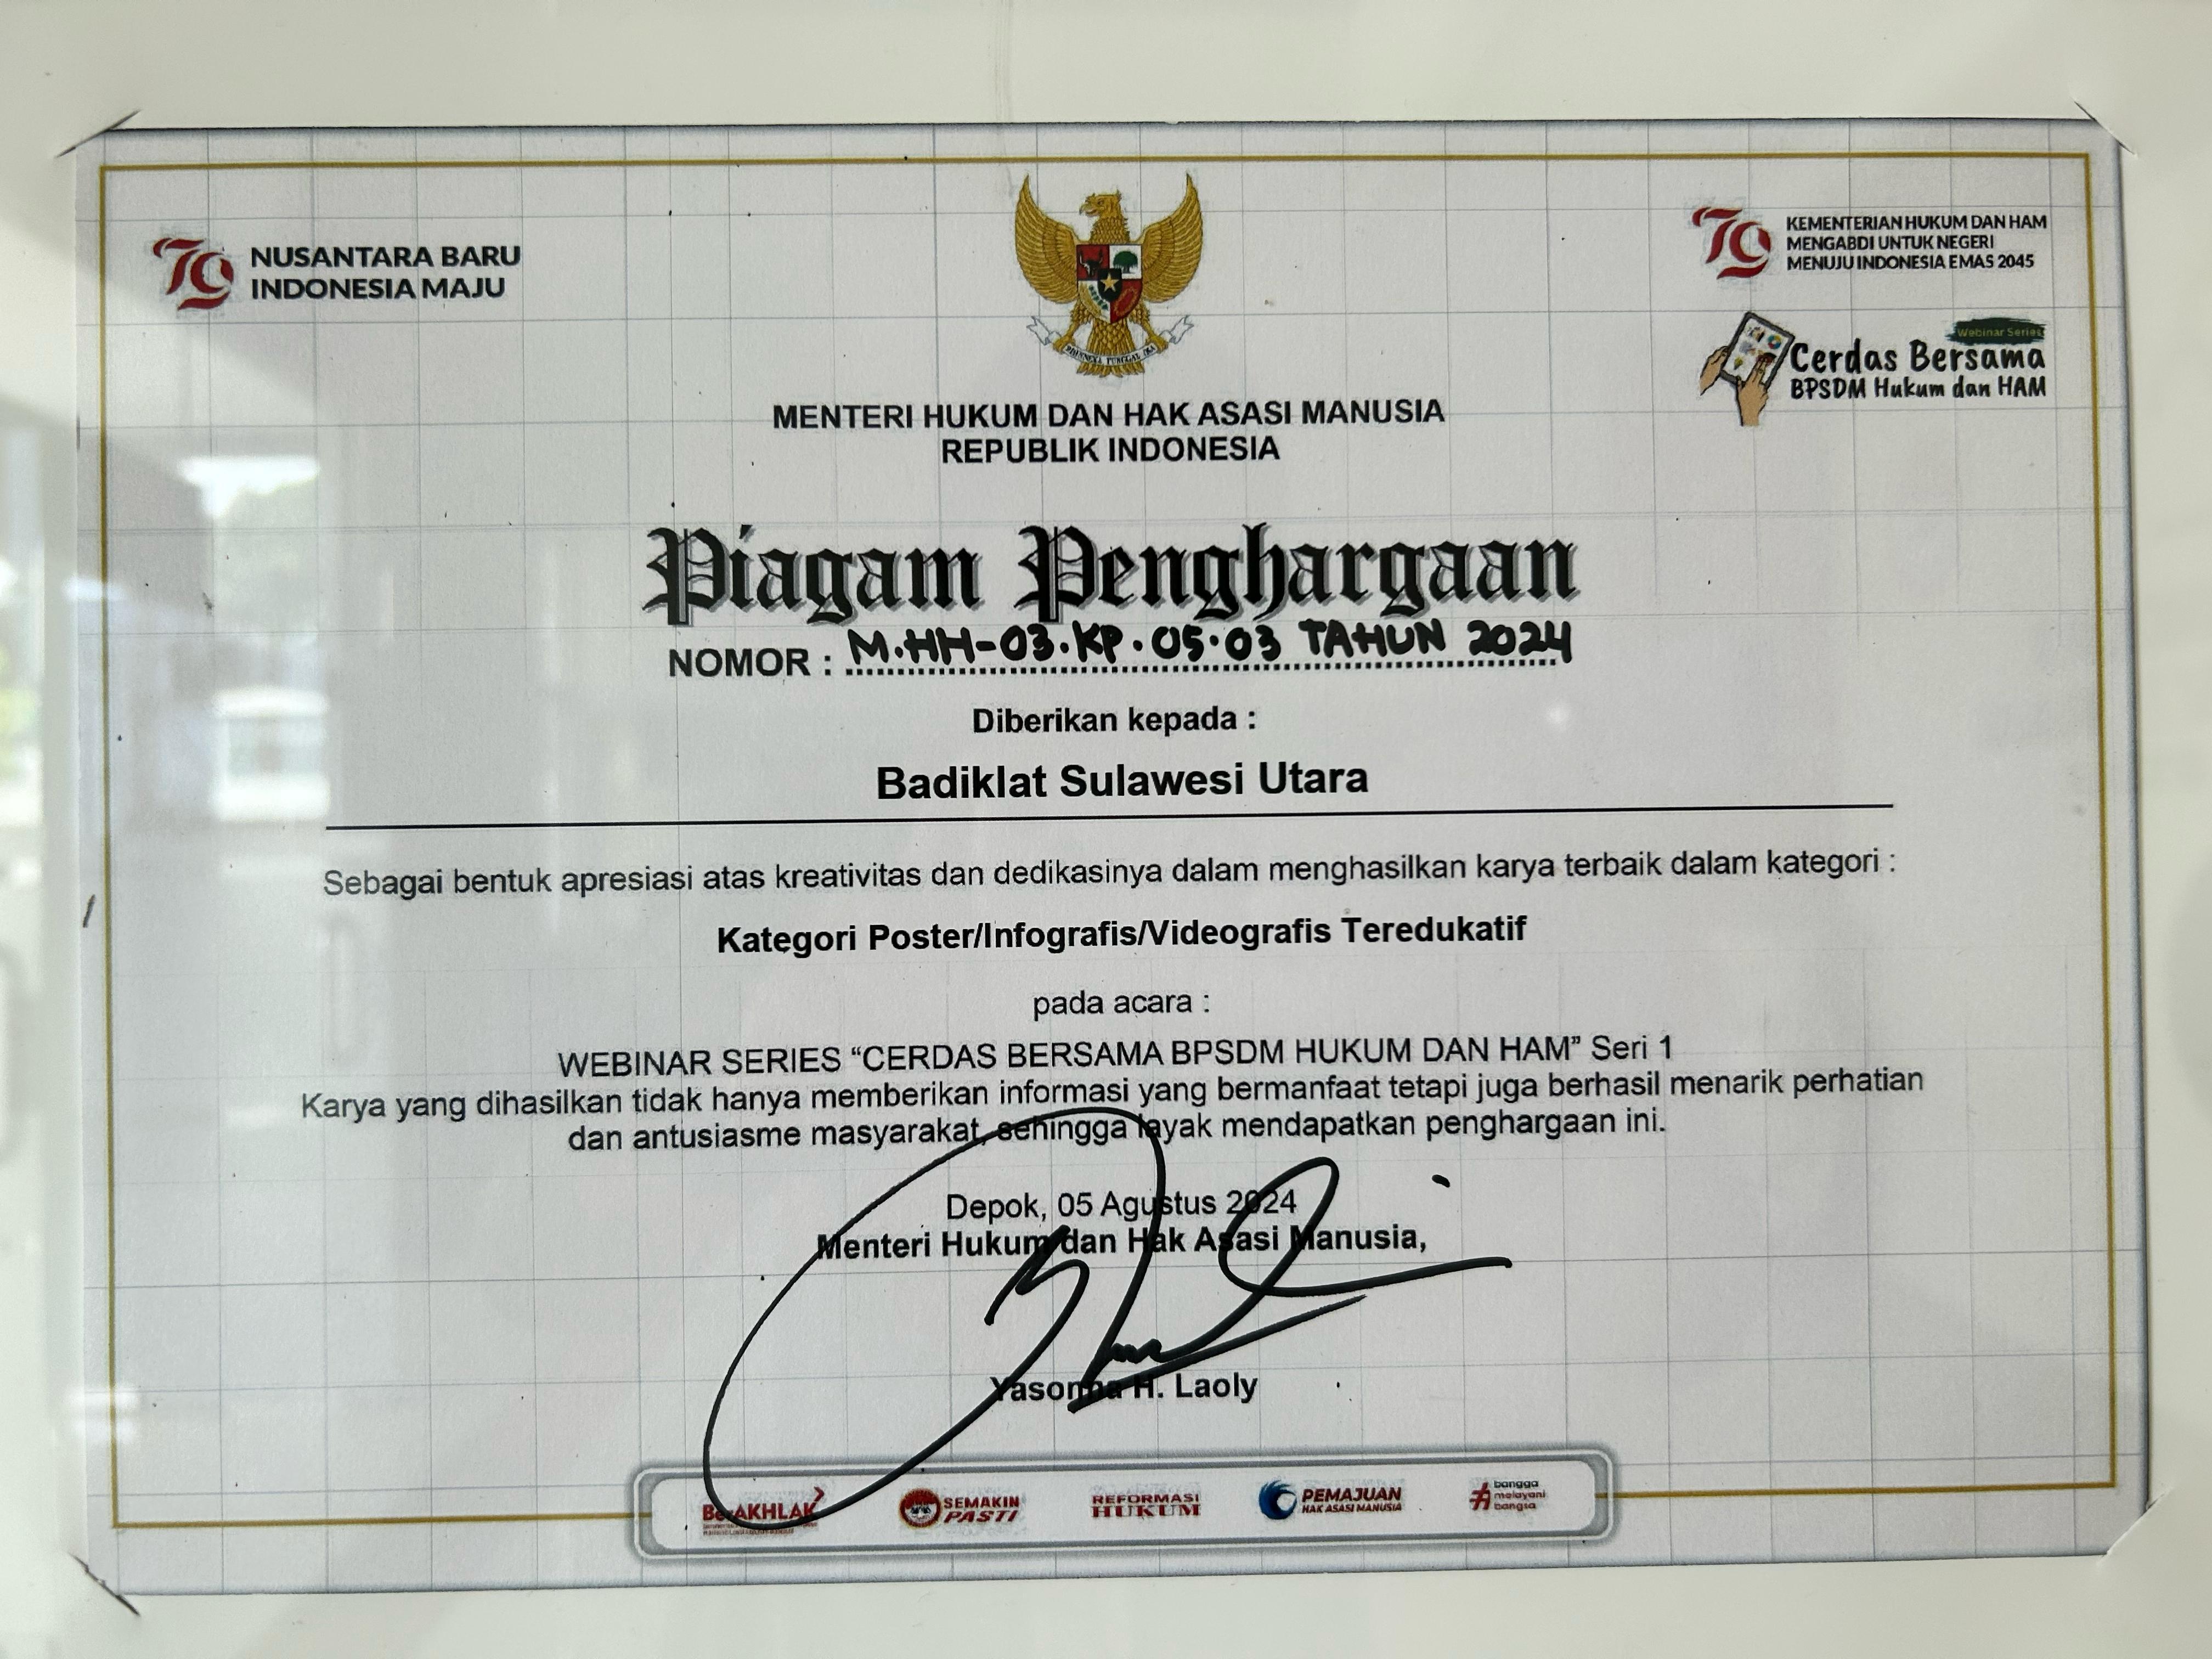 NUSANTARA BARU
INDONESIA MAJU
KEMENTERIAN HUKUM DAN HAM
MENGABDI UNTUK NEGERI
MENUJU INDONESIA EMAS 2045
Webinar Series
Cerdas Bersama
BPSDM Hukum dan HAM
BHINNEKA TUNGGAL IKA
MENTERI HUKUM DAN HAK ASASI MANUSIA
REPUBLIK INDONESIA
Piagam Penghargaan
NOMOR : M.HH-03.KP.05.03 TAHUN 2024
Diberikan kepada :
Badiklat Sulawesi Utara
Sebagai bentuk apresiasi atas kreativitas dan dedikasinya dalam menghasilkan karya terbaik dalam kategori :
Kategori Poster/Infografis/Videografis Teredukatif
pada acara :
WEBINAR SERIES “CERDAS BERSAMA BPSDM HUKUM DAN HAM” Seri 1
Karya yang dihasilkan tidak hanya memberikan informasi yang bermanfaat tetapi juga berhasil menarik perhatian
dan antusiasme masyarakat, sehingga layak mendapatkan penghargaan ini.
Depok, 05 Agustus 2024
Menteri Hukum dan Hak Asasi Manusia,
Yasonna H. Laoly
BerAKHLAK
SEMAKIN
PASTI
REFORMASI
HUKUM
PEMAJUAN
HAK ASASI MANUSIA
bangga
melayani
bangsa